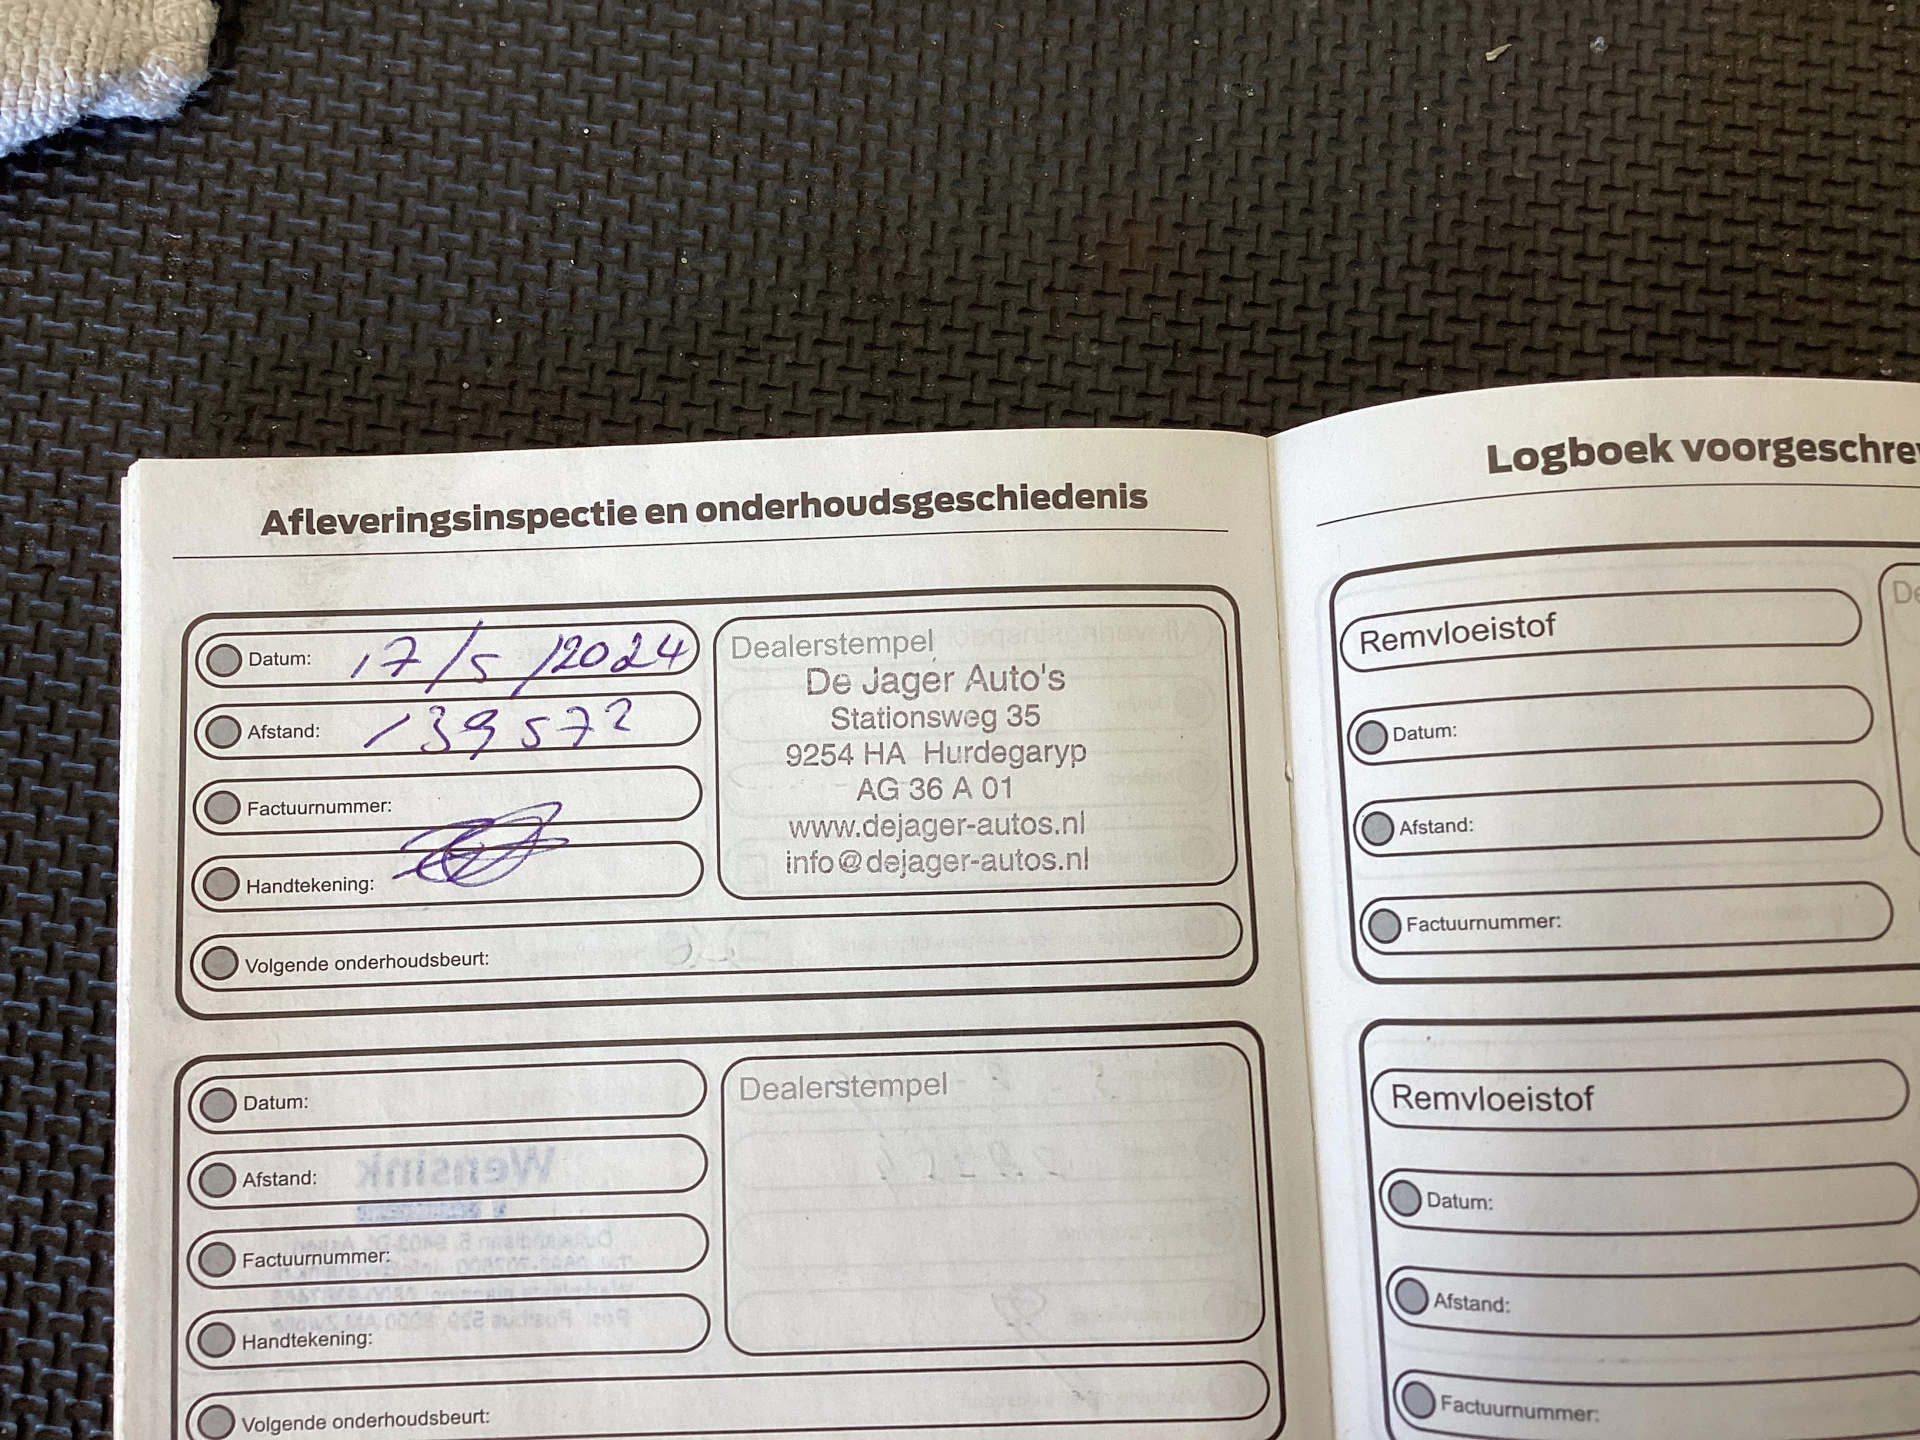 Afleveringsinspectie en onderhoudsgeschiedenis
Datum: 17/5/2024
Afstand: 139572
Factuurnummer:
Handtekening:
Volgende onderhoudsbeurt:
Dealerstempel
De Jager Auto's
Stationsweg 35
9254 HA Hurdegaryp
AG 36 A 01
www.dejager-autos.nl
info@dejager-autos.nl
Datum:
Afstand:
Factuurnummer:
Handtekening:
Volgende onderhoudsbeurt:
Dealerstempel
Logboek
Remvloeistof
Datum:
Afstand:
Factuurnummer:
Remvloeistof
Datum:
Afstand:
Factuurnummer: